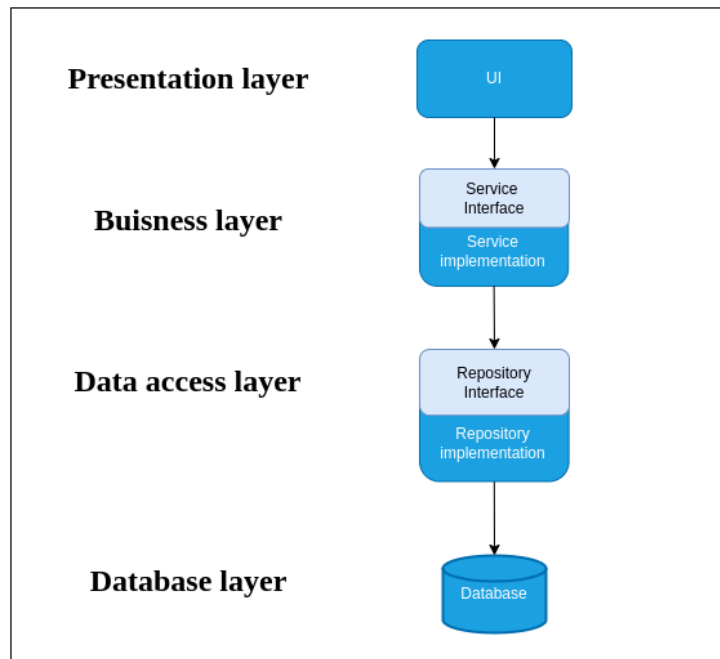 Presentation layer
UI
Buisness layer
Service
Interface
Service
implementation
Data access layer
Repository
Interface
Repository
implementation
Database layer
Database